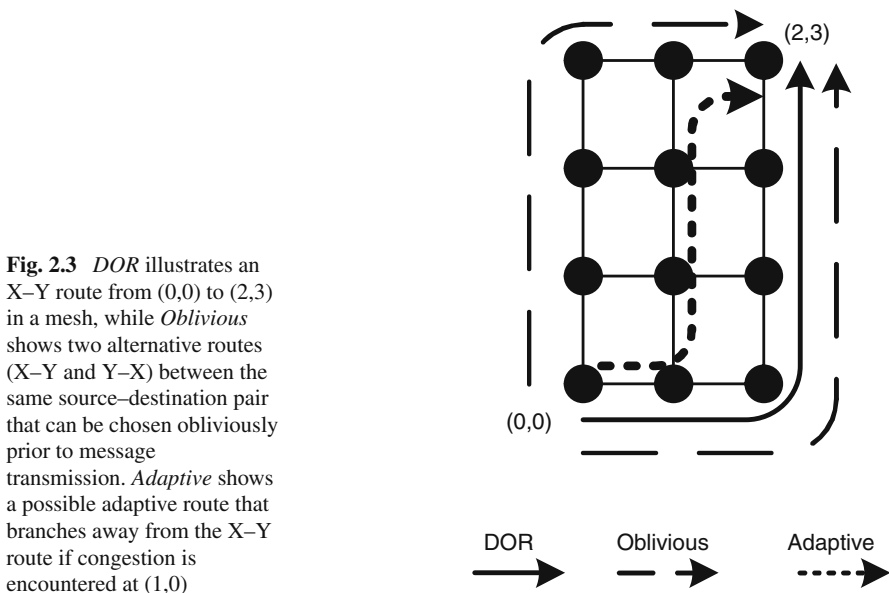 (2,3)
Fig. 2.3 DOR illustrates an
X–Y route from (0,0) to (2,3)
in a mesh, while Oblivious
shows two alternative routes
(X–Y and Y–X) between the
same source–destination pair
that can be chosen obliviously
prior to message
transmission. Adaptive shows
a possible adaptive route that
branches away from the X–Y
route if congestion is
encountered at (1,0)
(0,0)
DOR Oblivious Adaptive